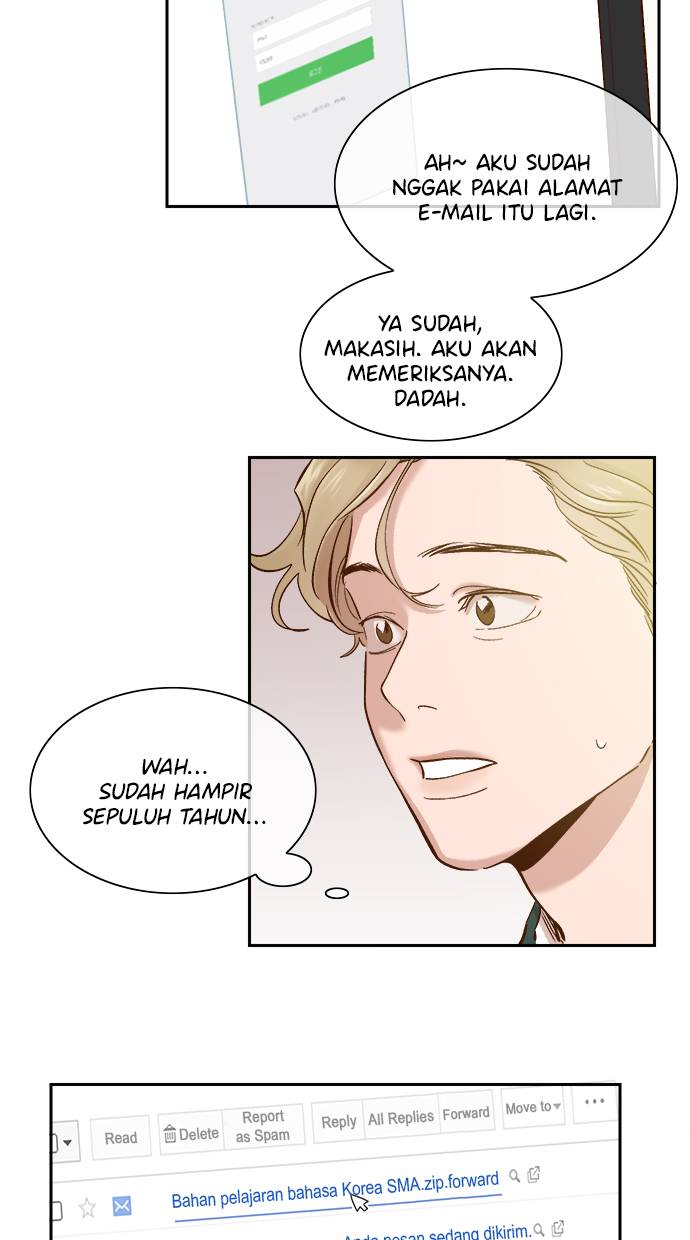 AH~ AKU SUDAH
NGGAK PAKAI ALAMAT
E-MAIL ITU LAGI.
YA SUDAH,
MAKASIH. AKU AKAN
MEMERIKSANYA.
DADAH.
WAH...
SUDAH HAMPIR
SEPULUH TAHUN...
Read Delete Report as Spam Reply All Replies Forward Move to ...
Bahan pelajaran bahasa Korea SMA.zip.forward
Anda pesan sedang dikirim.